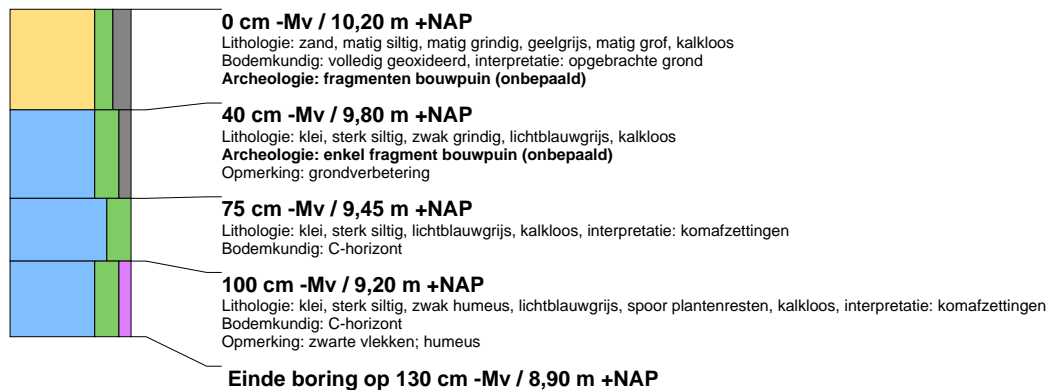 0 cm -Mv / 10,20 m +NAP
Lithologie: zand, matig siltig, matig grindig, geelgrijs, matig grof, kalkloos
Bodemkundig: volledig geoxideerd, interpretatie: opgebrachte grond
Archeologie: fragmenten bouwpuin (onbepaald)
40 cm -Mv / 9,80 m +NAP
Lithologie: klei, sterk siltig, zwak grindig, lichtblauwgrijs, kalkloos
Archeologie: enkel fragment bouwpuin (onbepaald)
Opmerking: grondverbetering
75 cm -Mv / 9,45 m +NAP
Lithologie: klei, sterk siltig, lichtblauwgrijs, kalkloos, interpretatie: komafzettingen
Bodemkundig: C-horizont
100 cm -Mv / 9,20 m +NAP
Lithologie: klei, sterk siltig, zwak humeus, lichtblauwgrijs, spoor plantenresten, kalkloos, interpretatie: komafzettingen
Bodemkundig: C-horizont
Opmerking: zwarte vlekken; humeus
Einde boring op 130 cm -Mv / 8,90 m +NAP